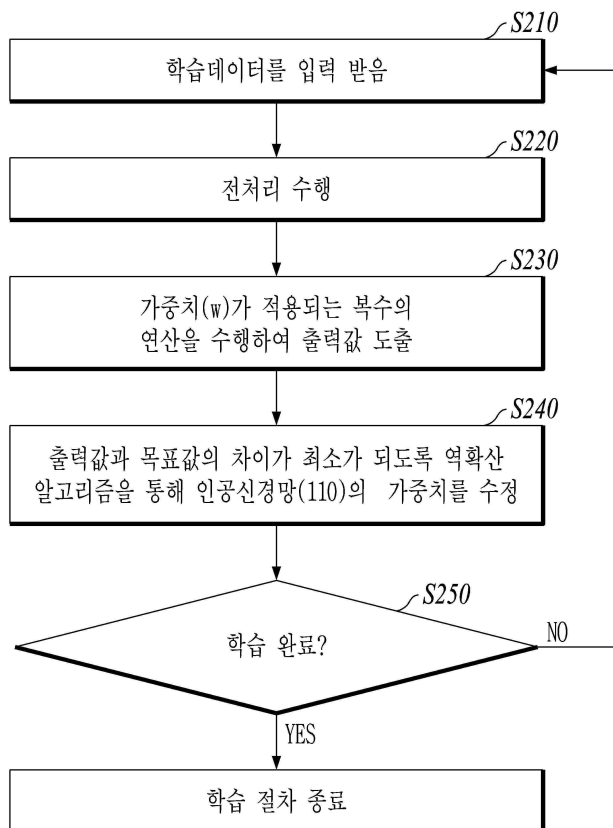 S210
학습데이터를 입력 받음
S220
전처리 수행
S230
가중치(w)가 적용되는 복수의
연산을 수행하여 출력값 도출
S240
출력값과 목표값의 차이가 최소가 되도록 역확산
알고리즘을 통해 인공신경망(110)의 가중치를 수정
S250
학습 완료?
NO
YES
학습 절차 종료